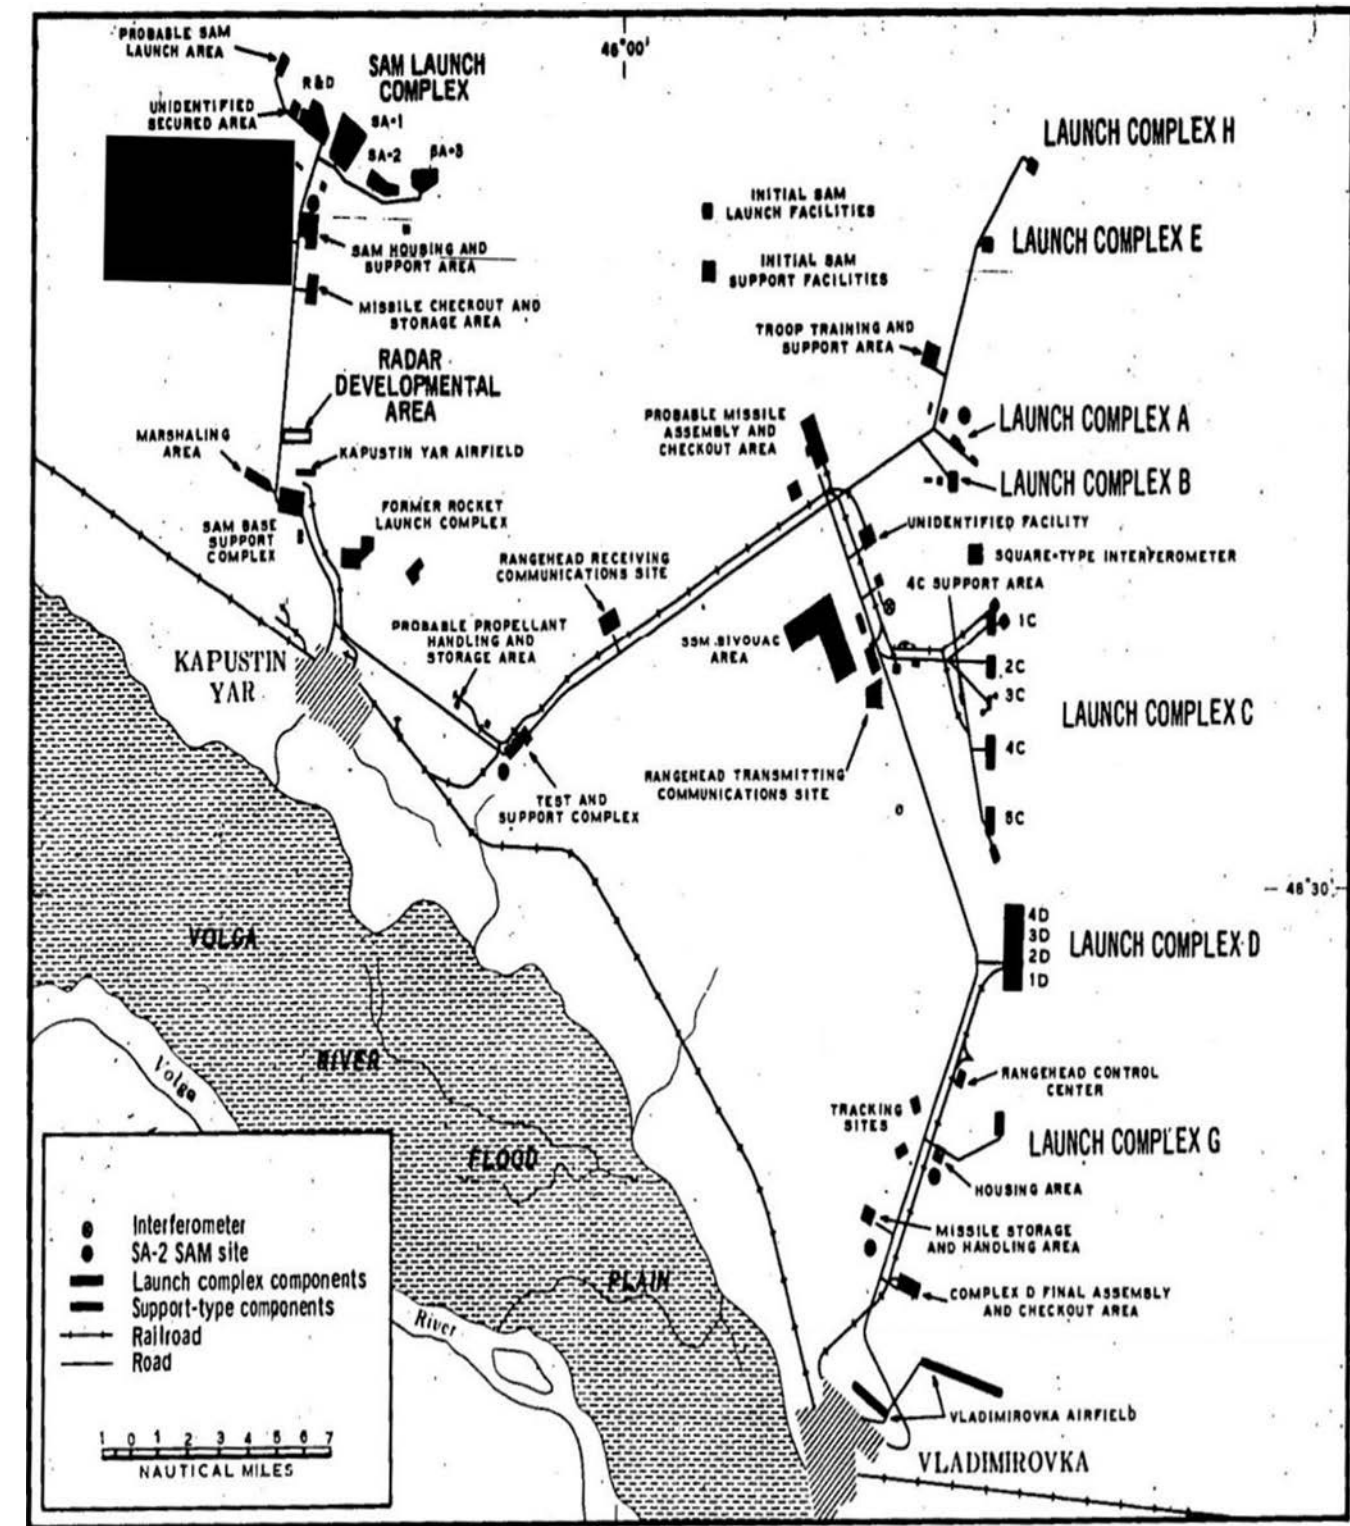 46°00'
PROBABLE SAM
LAUNCH AREA
R&D
SAM LAUNCH
COMPLEX
UNIDENTIFIED
SECURED AREA
SA-1
SA-2
SA-3
LAUNCH COMPLEX H
INITIAL SAM
LAUNCH FACILITIES
LAUNCH COMPLEX E
SAM HOUSING AND
SUPPORT AREA
INITIAL SAM
SUPPORT FACILITIES
MISSILE CHECKOUT AND
STORAGE AREA
TROOP TRAINING AND
SUPPORT AREA
RADAR
DEVELOPMENTAL
AREA
PROBABLE MISSILE
ASSEMBLY AND
CHECKOUT AREA
LAUNCH COMPLEX A
MARSHALING
AREA
KAPUSTIN YAR AIRFIELD
LAUNCH COMPLEX B
FORMER ROCKET
LAUNCH COMPLEX
SAM BASE
SUPPORT
COMPLEX
UNIDENTIFIED FACILITY
RANGEHEAD RECEIVING
COMMUNICATIONS SITE
SQUARE-TYPE INTERFEROMETER
4C SUPPORT AREA
PROBABLE PROPELLANT
HANDLING AND
STORAGE AREA
SSM BIVOUAC
AREA
1C
2C
3C
4C
5C
KAPUSTIN
YAR
LAUNCH COMPLEX C
RANGEHEAD TRANSMITTING
COMMUNICATIONS SITE
TEST AND
SUPPORT COMPLEX
48°30'
4D
3D
2D
1D
LAUNCH COMPLEX D
VOLGA
RIVER
FLOOD
PLAIN
Volga
River
RANGEHEAD CONTROL
CENTER
TRACKING
SITES
LAUNCH COMPLEX G
HOUSING AREA
MISSILE STORAGE
AND HANDLING AREA
COMPLEX D FINAL ASSEMBLY
AND CHECKOUT AREA
VLADIMIROVKA AIRFIELD
VLADIMIROVKA
Interferometer
SA-2 SAM site
Launch complex components
Support-type components
Railroad
Road
1 0 1 2 3 4 5 6 7
NAUTICAL MILES